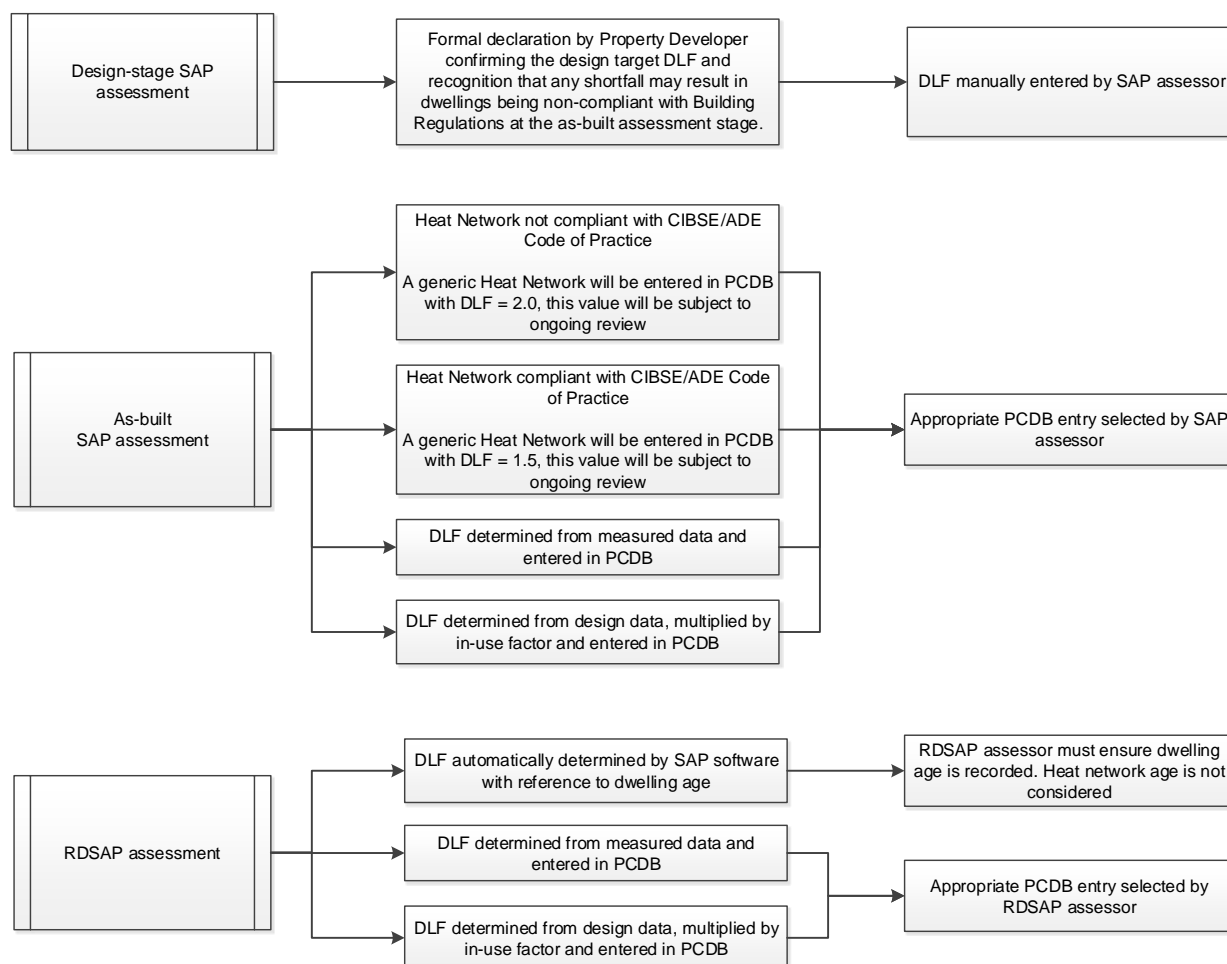 Design-stage SAP
assessment
Formal declaration by Property Developer
confirming the design target DLF and
recognition that any shortfall may result in
dwellings being non-compliant with Building
Regulations at the as-built assessment stage.
DLF manually entered by SAP assessor
As-built
SAP assessment
Heat Network not compliant with CIBSE/ADE
Code of Practice
A generic Heat Network will be entered in PCDB
with DLF = 2.0, this value will be subject to
ongoing review
Heat Network compliant with CIBSE/ADE Code
of Practice
A generic Heat Network will be entered in PCDB
with DLF = 1.5, this value will be subject to
ongoing review
DLF determined from measured data and
entered in PCDB
DLF determined from design data, multiplied by
in-use factor and entered in PCDB
Appropriate PCDB entry selected by SAP
assessor
RDSAP assessment
DLF automatically determined by SAP software
with reference to dwelling age
RDSAP assessor must ensure dwelling
age is recorded. Heat network age is not
considered
DLF determined from measured data and
entered in PCDB
DLF determined from design data, multiplied by
in-use factor and entered in PCDB
Appropriate PCDB entry selected by
RDSAP assessor